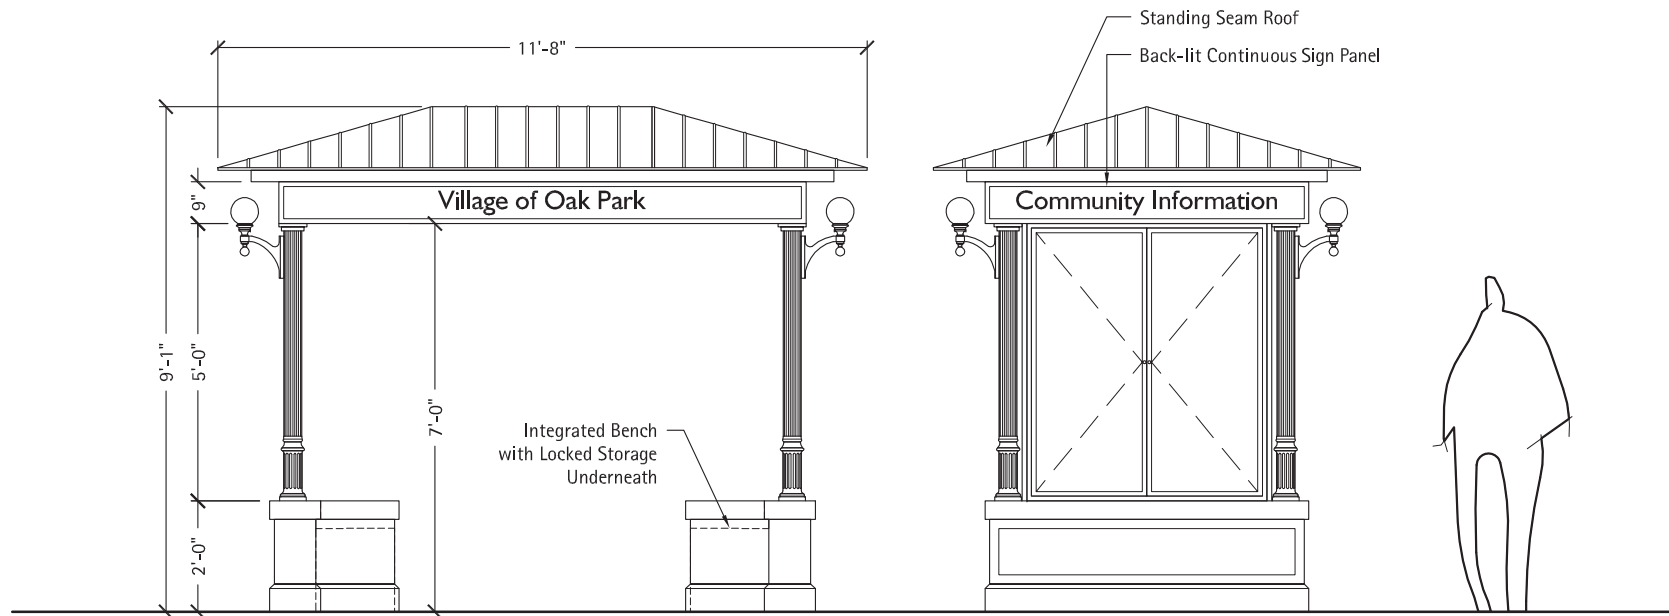 Standing Seam Roof
11'-8"
Back-lit Continuous Sign Panel
9"
Village of Oak Park
Community Information
9'-1"
5'-0"
7'-0"
Integrated Bench
with Locked Storage
Underneath
2'-0"